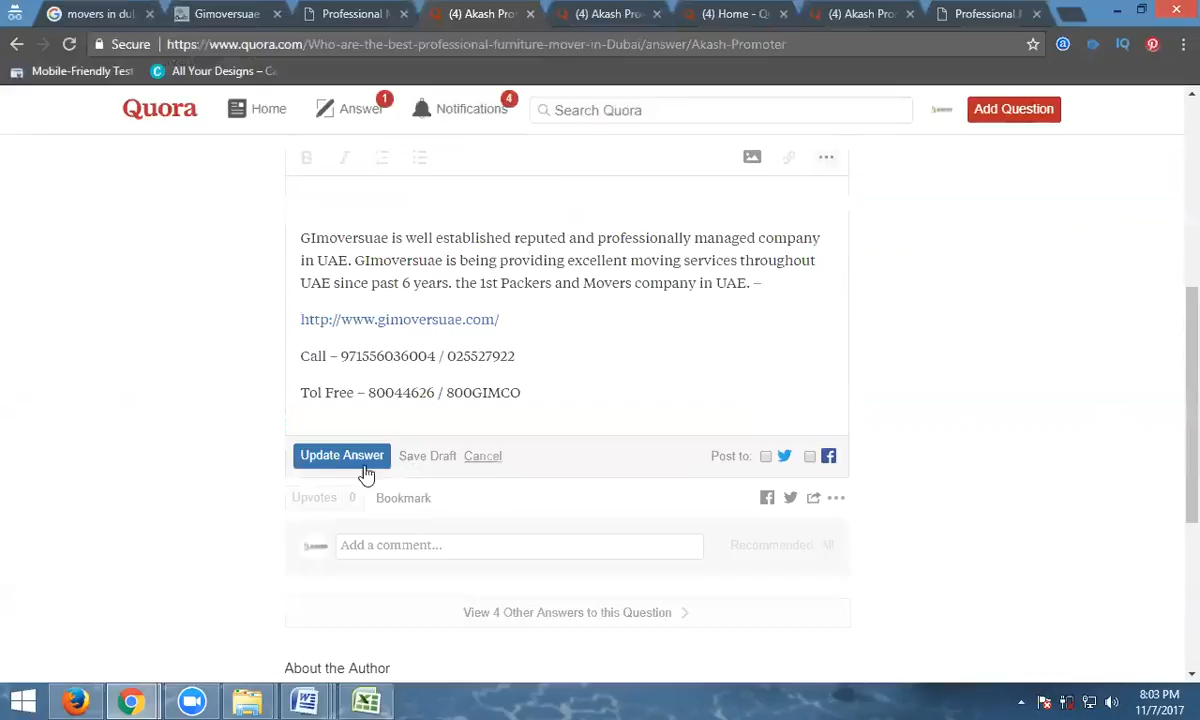 movers in du
Gimoversuae
Professional M
(4) Akash Pro
(4) Akash Pro
(4) Home - Q
(4) Akash Pro
Professional
Secure
https://www.quora.com/Who-are-the-best-professional-furniture-mover-in-Dubai/answer/Akash-Promoter
IQ
Mobile-Friendly Test
All Your Designs – Ca
Quora
Home
Answer
1
Notifications
4
Search Quora
Add Question
B
I
GImoversuae is well established reputed and professionally managed company
in UAE. GImoversuae is being providing excellent moving services throughout
UAE since past 6 years. the 1st Packers and Movers company in UAE. –
http://www.gimoversuae.com/
Call – 971556036004 / 025527922
Tol Free – 80044626 / 800GIMCO
Update Answer Save Draft Cancel
Post to:
Upvotes 0 Bookmark
Add a comment...
Recommended All
View 4 Other Answers to this Question
About the Author
8:03 PM
11/7/2017